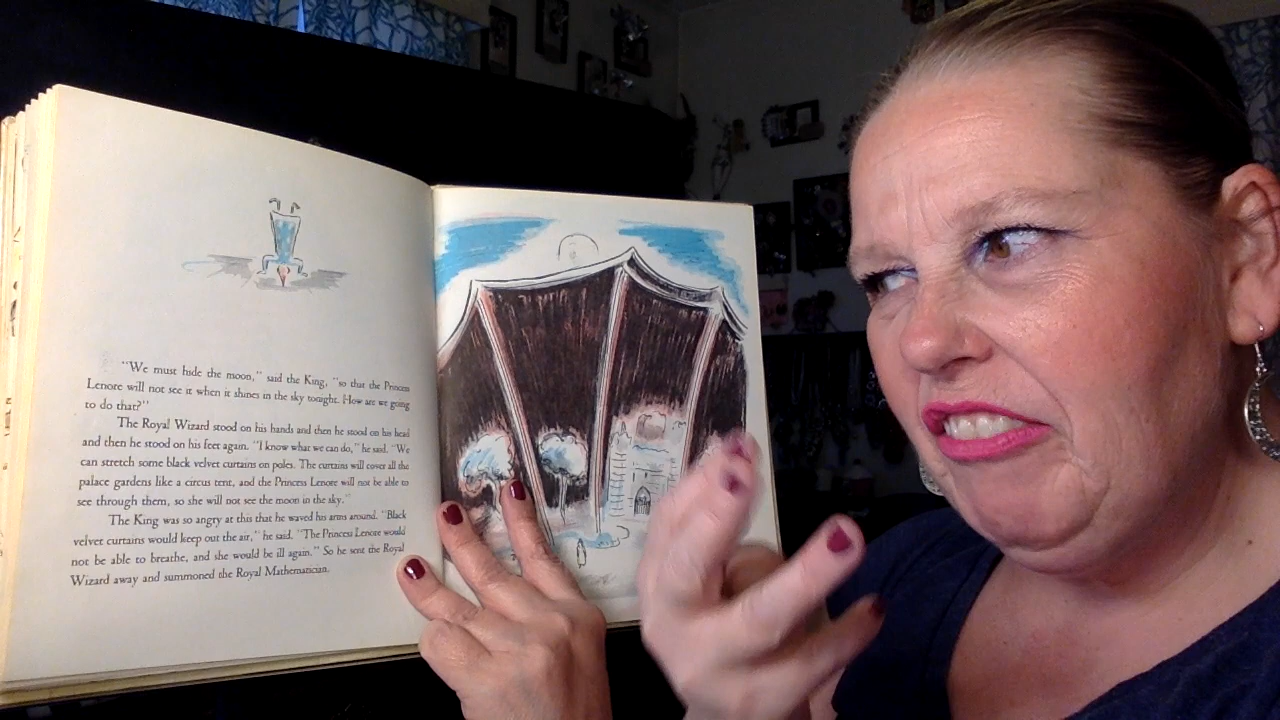 "We must hide the moon," said the King, "so that the Princess
Lenore will not see it when it shines in the sky tonight. How are we going
to do that?"
The Royal Wizard stood on his hands and then he stood on his head
and then he stood on his feet again. "I know what we can do," he said. "We
can stretch some black velvet curtains on poles. The curtains will cover all the
palace gardens like a circus tent, and the Princess Lenore will not be able to
see through them, so she will not see the moon in the sky."
The King was so angry at this that he waved his arms around. "Black
velvet curtains would keep out the air," he said. "The Princess Lenore would
not be able to breathe, and she would be ill again." So he sent the Royal
Wizard away and summoned the Royal Mathematician.